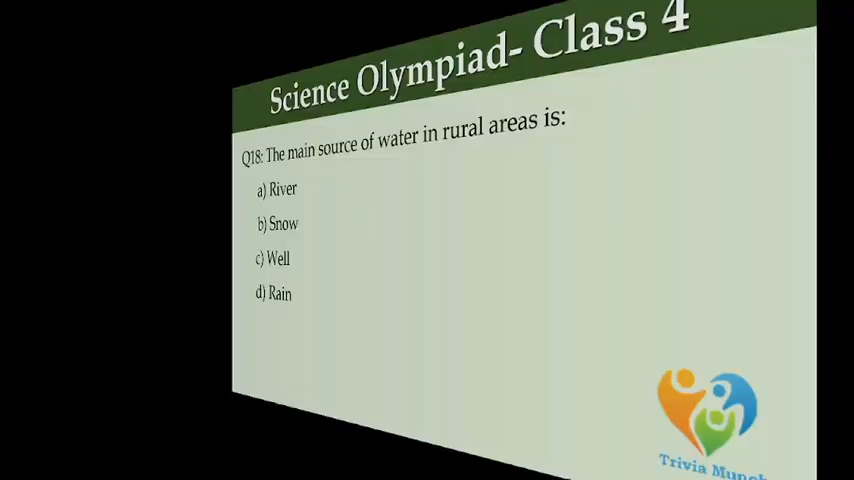 Science Olympiad- Class 4
Q18: The main source of water in rural areas is:
a) River
b) Snow
c) Well
d) Rain
Trivia